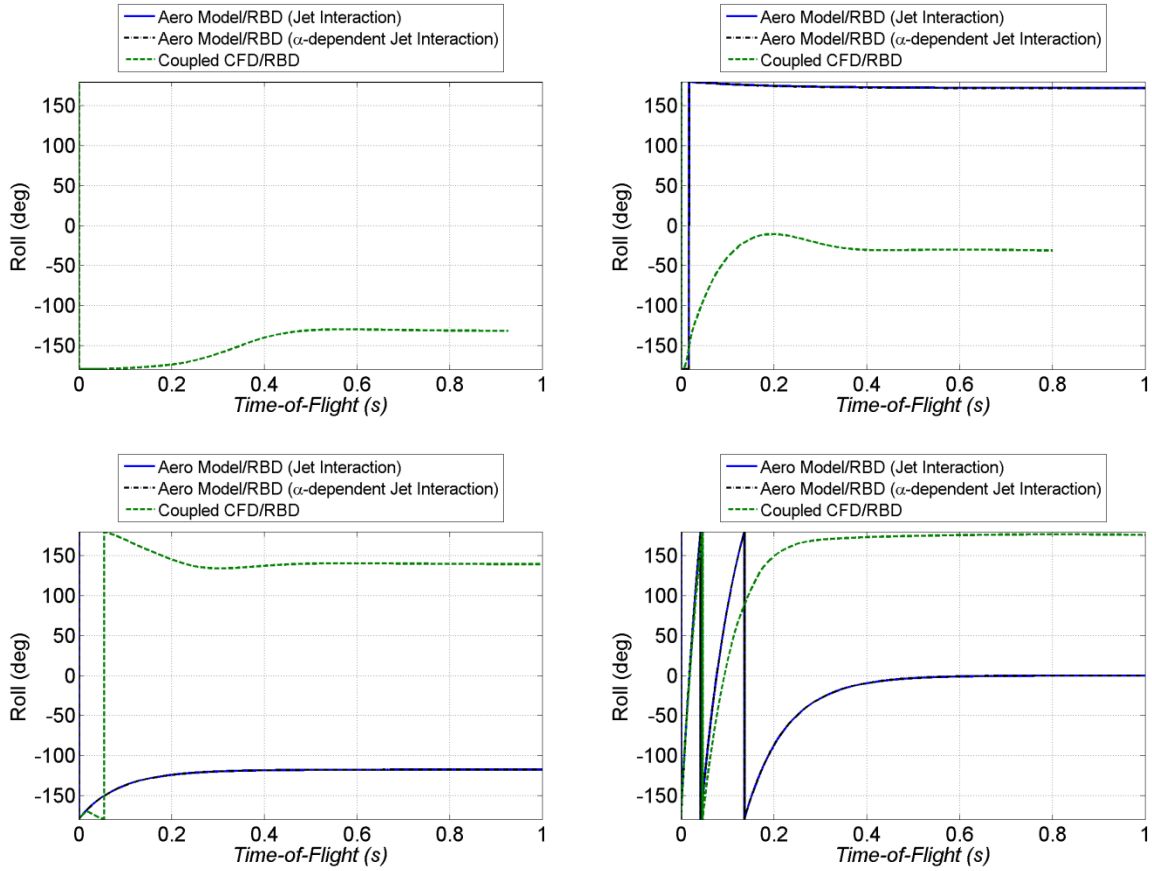 Aero Model/RBD (Jet Interaction)
Aero Model/RBD (α-dependent Jet Interaction)
Coupled CFD/RBD
150
100
50
0
-50
-100
-150
Roll (deg)
0 0.2 0.4 0.6 0.8 1
Time-of-Flight (s)
Aero Model/RBD (Jet Interaction)
Aero Model/RBD (α-dependent Jet Interaction)
Coupled CFD/RBD
150
100
50
0
-50
-100
-150
Roll (deg)
0 0.2 0.4 0.6 0.8 1
Time-of-Flight (s)
Aero Model/RBD (Jet Interaction)
Aero Model/RBD (α-dependent Jet Interaction)
Coupled CFD/RBD
150
100
50
0
-50
-100
-150
Roll (deg)
0 0.2 0.4 0.6 0.8 1
Time-of-Flight (s)
Aero Model/RBD (Jet Interaction)
Aero Model/RBD (α-dependent Jet Interaction)
Coupled CFD/RBD
150
100
50
0
-50
-100
-150
Roll (deg)
0 0.2 0.4 0.6 0.8 1
Time-of-Flight (s)